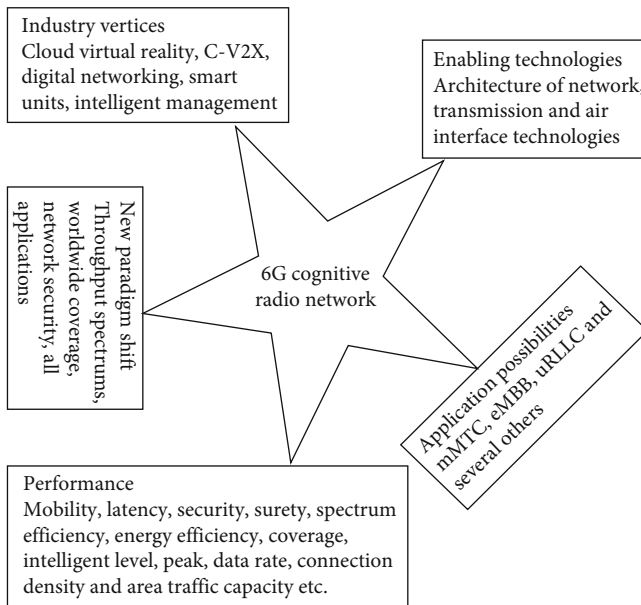 Industry vertices
Cloud virtual reality, C-V2X,
digital networking, smart
units, intelligent management
Enabling technologies
Architecture of network,
transmission and air
interface technologies
New paradigm shift
Throughput spectrums,
worldwide coverage,
network security, all
applications
6G cognitive
radio network
Application possibilities
mMTC, eMBB, uRLLC and
several others
Performance
Mobility, latency, security, surety, spectrum
efficiency, energy efficiency, coverage,
intelligent level, peak, data rate, connection
density and area traffic capacity etc.